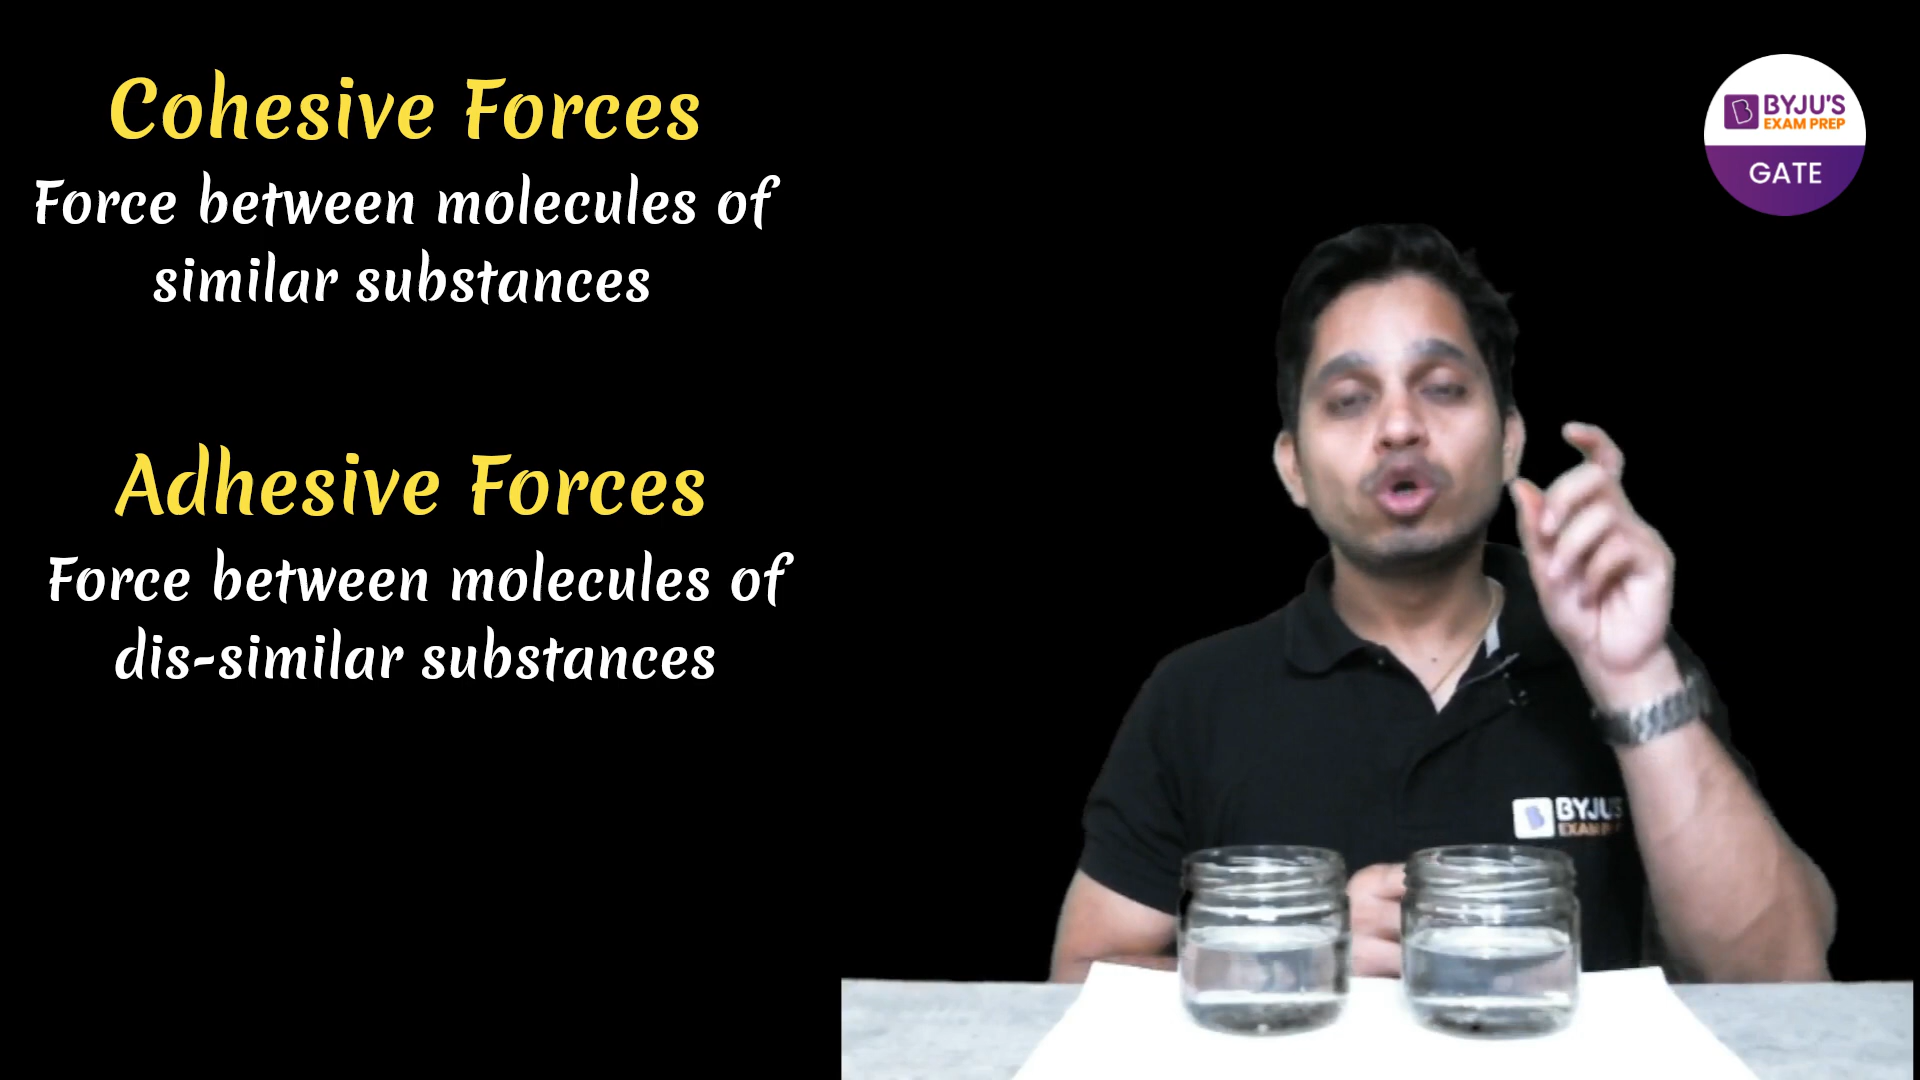 Cohesive Forces
Force between molecules of
similar substances
Adhesive Forces
Force between molecules of
dis-similar substances
BYJU'S
EXAM PREP
GATE
BYJU'S
EXAM